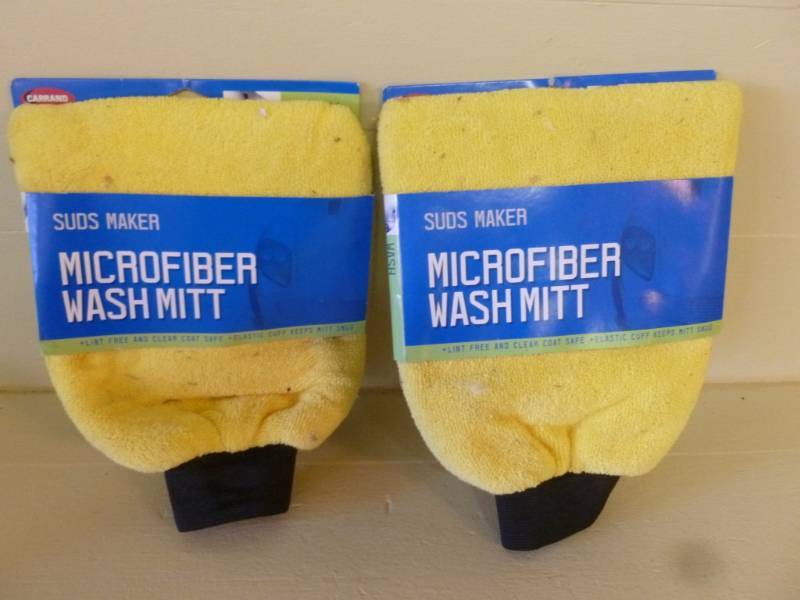 CARRAND
SUDS MAKER
MICROFIBER
WASH MITT
•LINT FREE AND CLEAR COAT SAFE •ELASTIC CUFF KEEPS MITT SNUG
WASH
SUDS MAKER
MICROFIBER
WASH MITT
•LINT FREE AND CLEAR COAT SAFE •ELASTIC CUFF KEEPS MITT SNUG